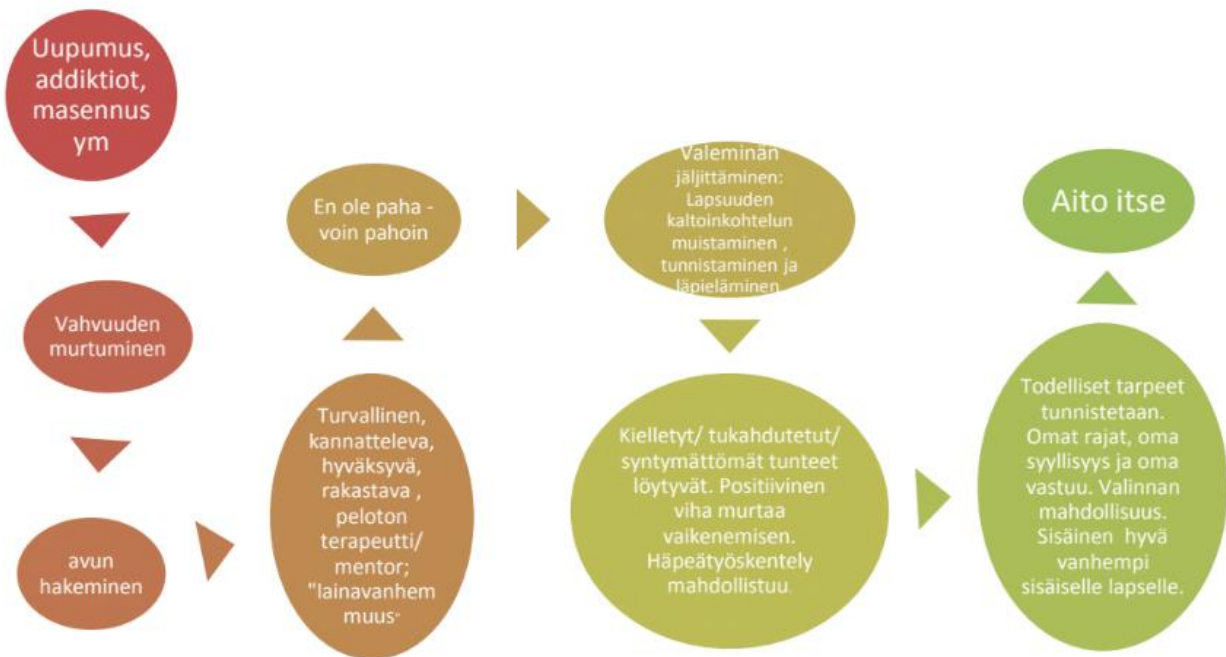 Uupumus,
addiktiot,
masennus
ym
Vahvuuden
murtuminen
avun
hakeminen
Turvallinen,
kannatteleva,
hyväksyvä,
rakastava ,
peloton
terapeutti/
mentor;
"lainavanhem
muus"
En ole paha -
voin pahoin
Valeminän
jäljittäminen:
Lapsuuden
kaltoinkohtelun
muistaminen ,
tunnistaminen ja
läpieläminen
Kielletyt/ tukahdutetut/
syntymättömät tunteet
löytyvät. Positiivinen
viha murtaa
vaikenemisen.
Häpeätyöskentely
mahdollistuu.
Todelliset tarpeet
tunnistetaan.
Omat rajat, oma
syyllisyys ja oma
vastuu. Valinnan
mahdollisuus.
Sisäinen hyvä
vanhempi
sisäiselle lapselle.
Aito itse